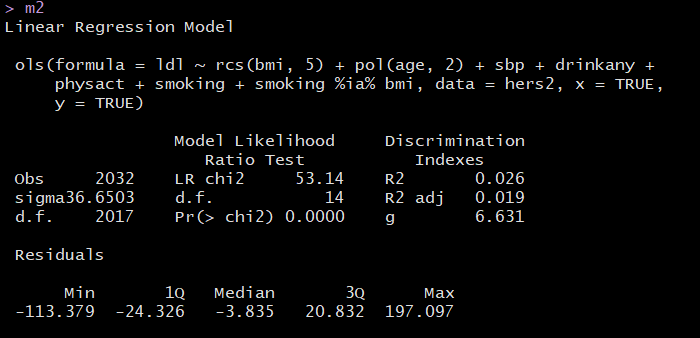 > m2
Linear Regression Model
ols(formula = ldl ~ rcs(bmi, 5) + pol(age, 2) + sbp + drinkany +
physact + smoking + smoking %ia% bmi, data = hers2, x = TRUE,
y = TRUE)
Model Likelihood Discrimination
Ratio Test Indexes
Obs 2032 LR chi2 53.14 R2 0.026
sigma36.6503 d.f. 14 R2 adj 0.019
d.f. 2017 Pr(> chi2) 0.0000 g 6.631
Residuals
Min 1Q Median 3Q Max
-113.379 -24.326 -3.835 20.832 197.097